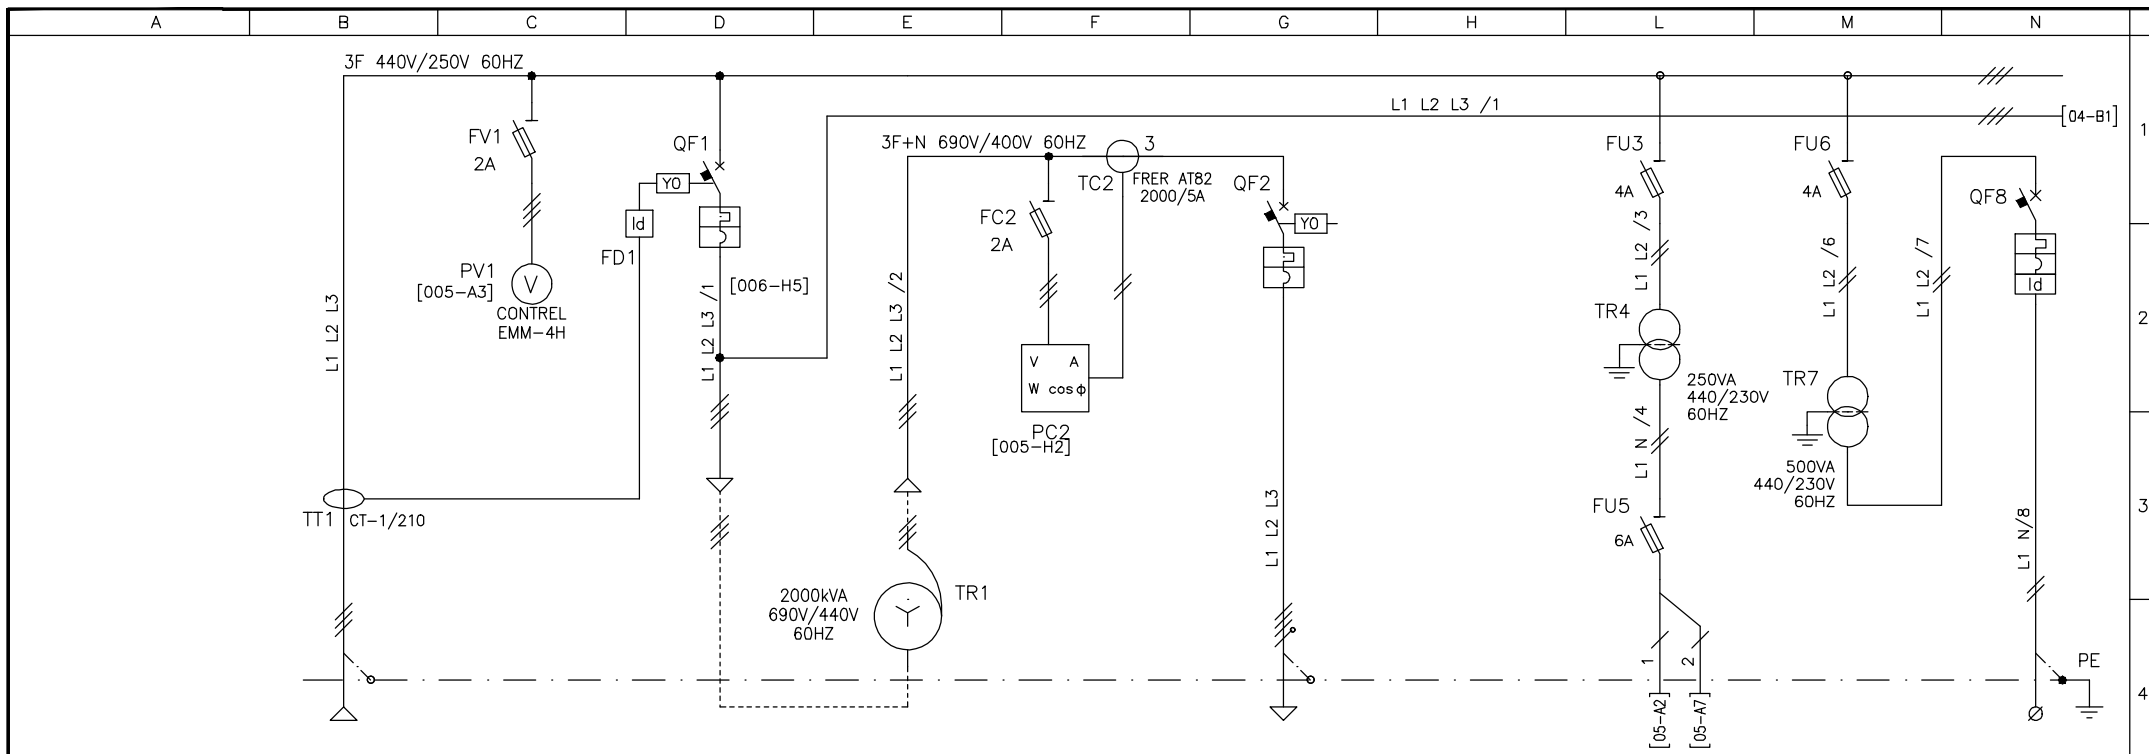 A B C D E F G H L M N
3F 440V/250V 60HZ
L1 L2 L3 /1
[04-B1]
1
FV1
2A
QF1
3F+N 690V/400V 60HZ
3
FU3
4A
FU6
4A
YO
TC2
FRER AT82
2000/5A
QF2
QF8
Id
FD1
FC2
2A
YO
L1 L2 /3
L1 L2 /6
L1 L2 /7
PV1
[005-A3]
V
CONTREL
EMM-4H
L1 L2 L3
L1 L2 L3 /1
[006-H5]
L1 L2 L3 /2
Id
TR4
2
V A
W cosϕ
250VA
440/230V
60HZ
TR7
PC2
[005-H2]
L1 N /4
500VA
440/230V
60HZ
TT1 CT-1/210
L1 L2 L3
FU5
6A
L1 N/8
3
2000kVA
690V/440V
60HZ
TR1
1
2
PE
4
[05-A2]
[05-A7]